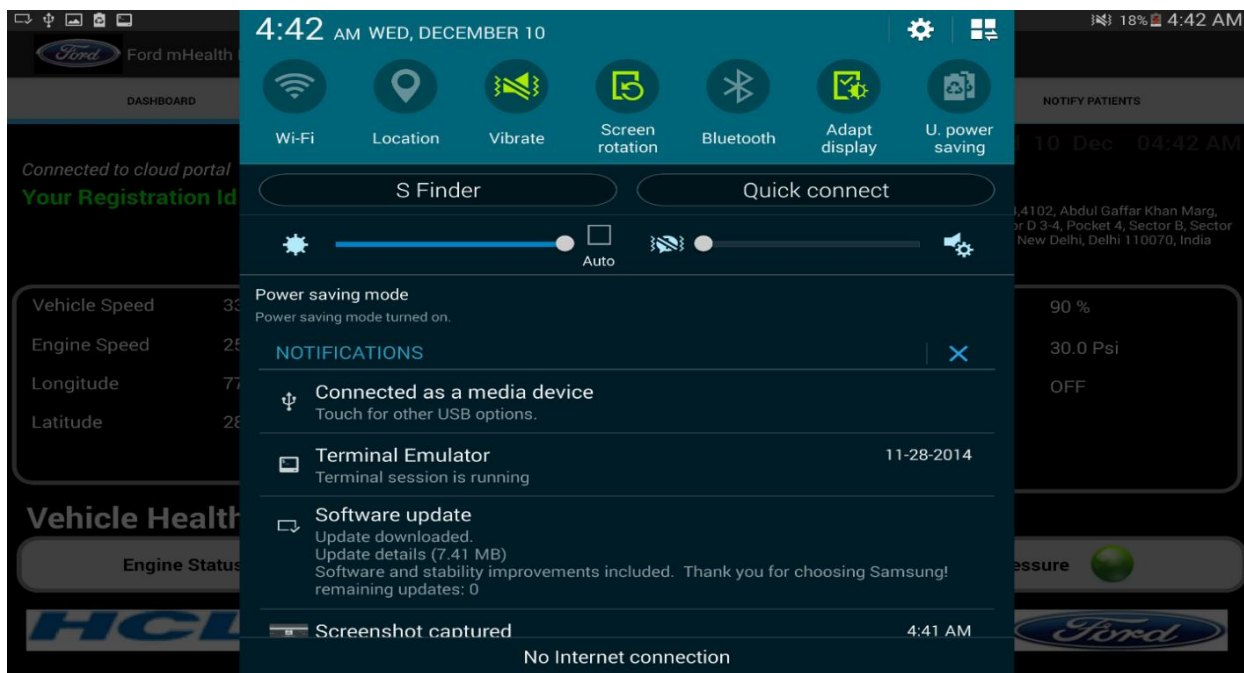 18% 4:42 AM
Ford
Ford mHealth
DASHBOARD
NOTIFY PATIENTS
10 Dec 04:42 AM
Connected to cloud portal
Your Registration Id
4102, Abdul Gaffar Khan Marg,
D 3-4, Pocket 4, Sector B, Sector
New Delhi, Delhi 110070, India
Vehicle Speed 33
90 %
Engine Speed 25
30.0 Psi
Longitude 77
OFF
Latitude 28
Vehicle Health
Engine Status
essure
HCL
Ford
4:42 AM WED, DECEMBER 10
Wi-Fi
Location
Vibrate
Screen
rotation
Bluetooth
Adapt
display
U. power
saving
S Finder
Quick connect
Auto
Power saving mode
Power saving mode turned on.
NOTIFICATIONS
Connected as a media device
Touch for other USB options.
Terminal Emulator 11-28-2014
Terminal session is running
Software update
Update downloaded.
Update details (7.41 MB)
Software and stability improvements included. Thank you for choosing Samsung!
remaining updates: 0
Screenshot captured 4:41 AM
No Internet connection